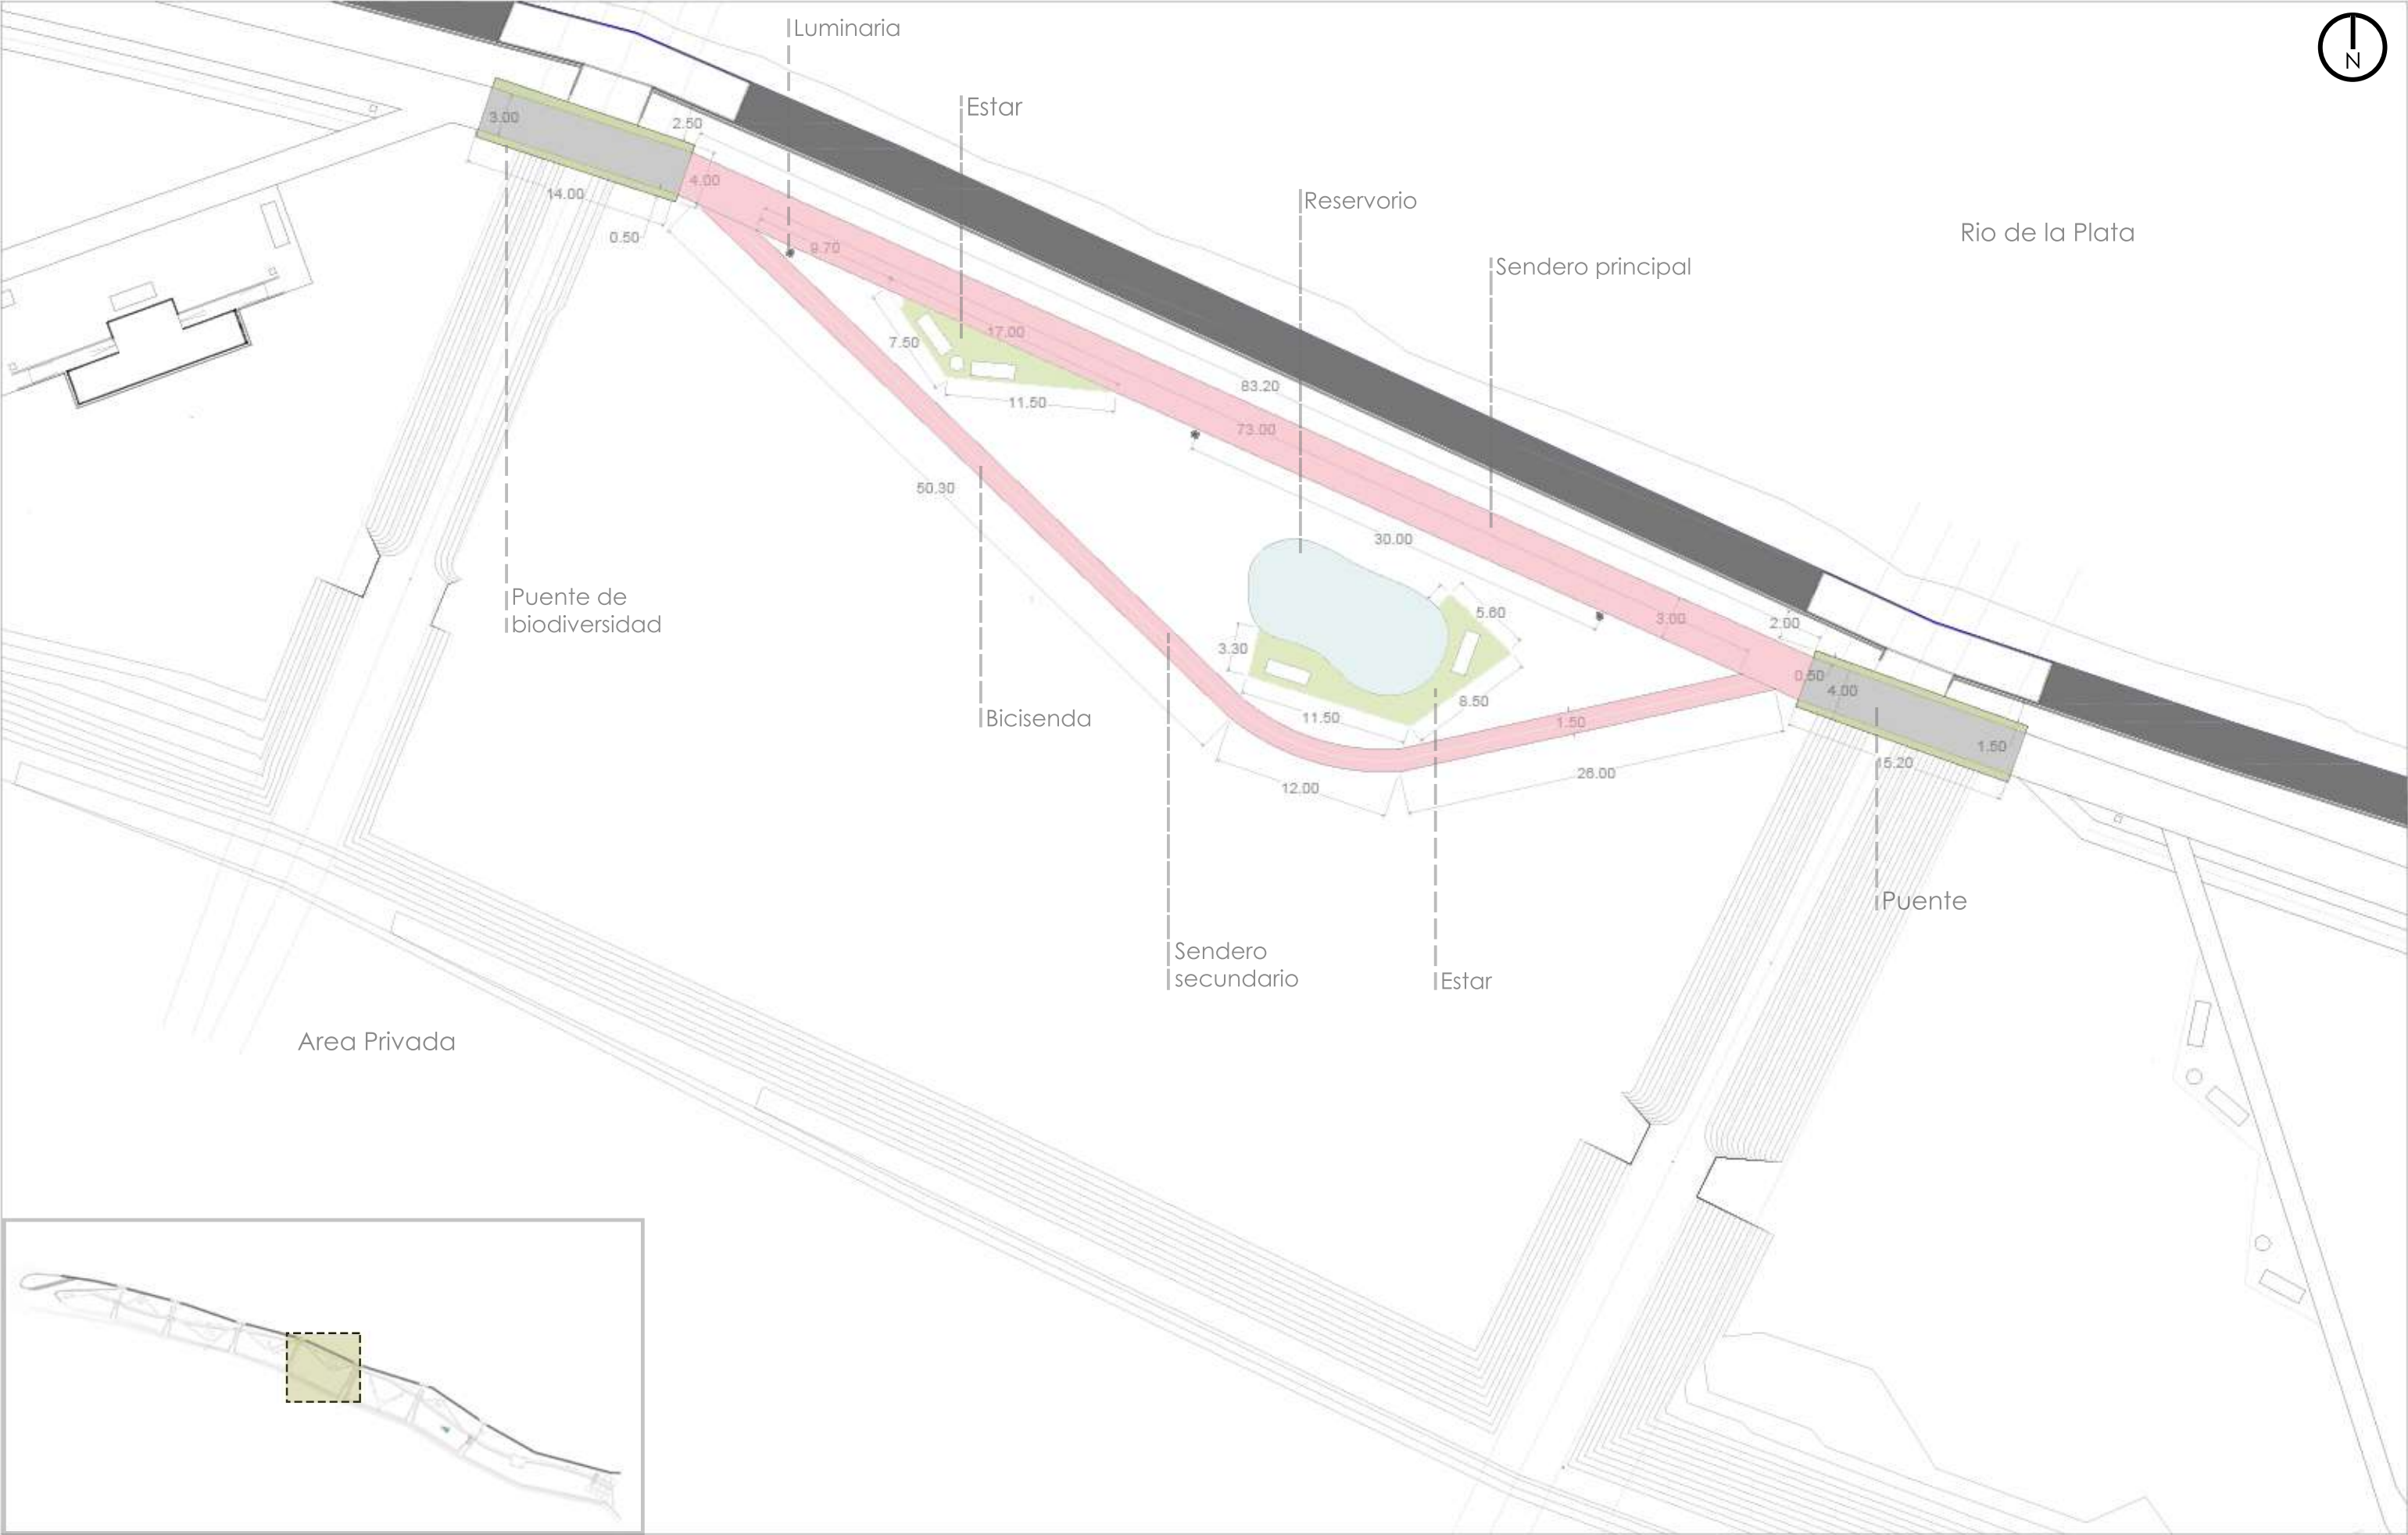 Luminaria
N
Estar
3.00
2.50
14.00
4.00
Reservorio
0.50
9.70
Rio de la Plata
Sendero principal
17.00
7.50
83.20
11.50
73.00
50.30
30.00
Puente de
biodiversidad
5.60
3.00
2.00
3.30
0.50
4.00
8.50
11.50
1.50
Bicisenda
1.50
15.20
26.00
12.00
Puente
Sendero
secundario
Estar
Area Privada